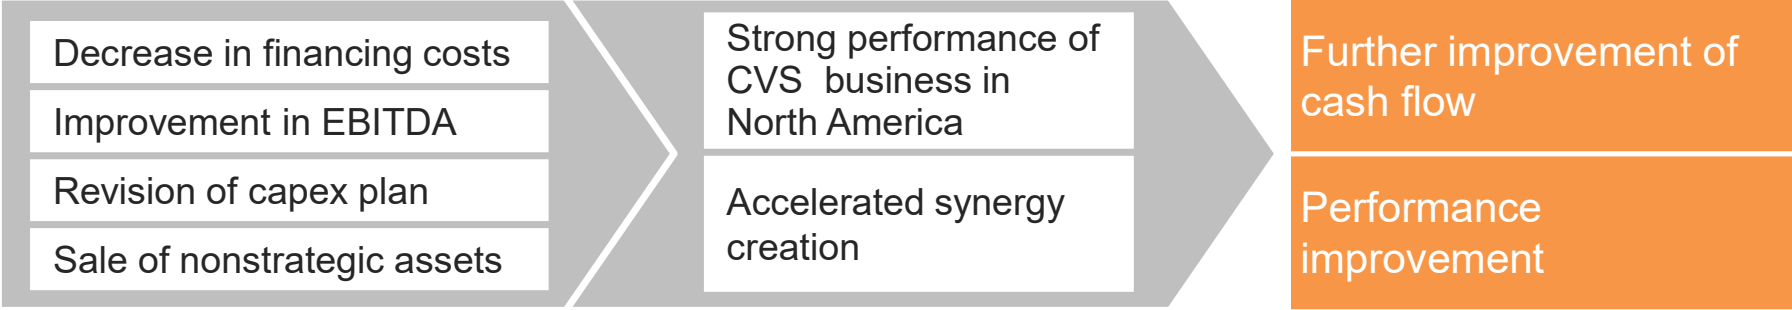 Decrease in financing costs
Improvement in EBITDA
Revision of capex plan
Sale of nonstrategic assets
Strong performance of
CVS  business in
North America
Accelerated synergy
creation
Further improvement of
cash flow
Performance
improvement